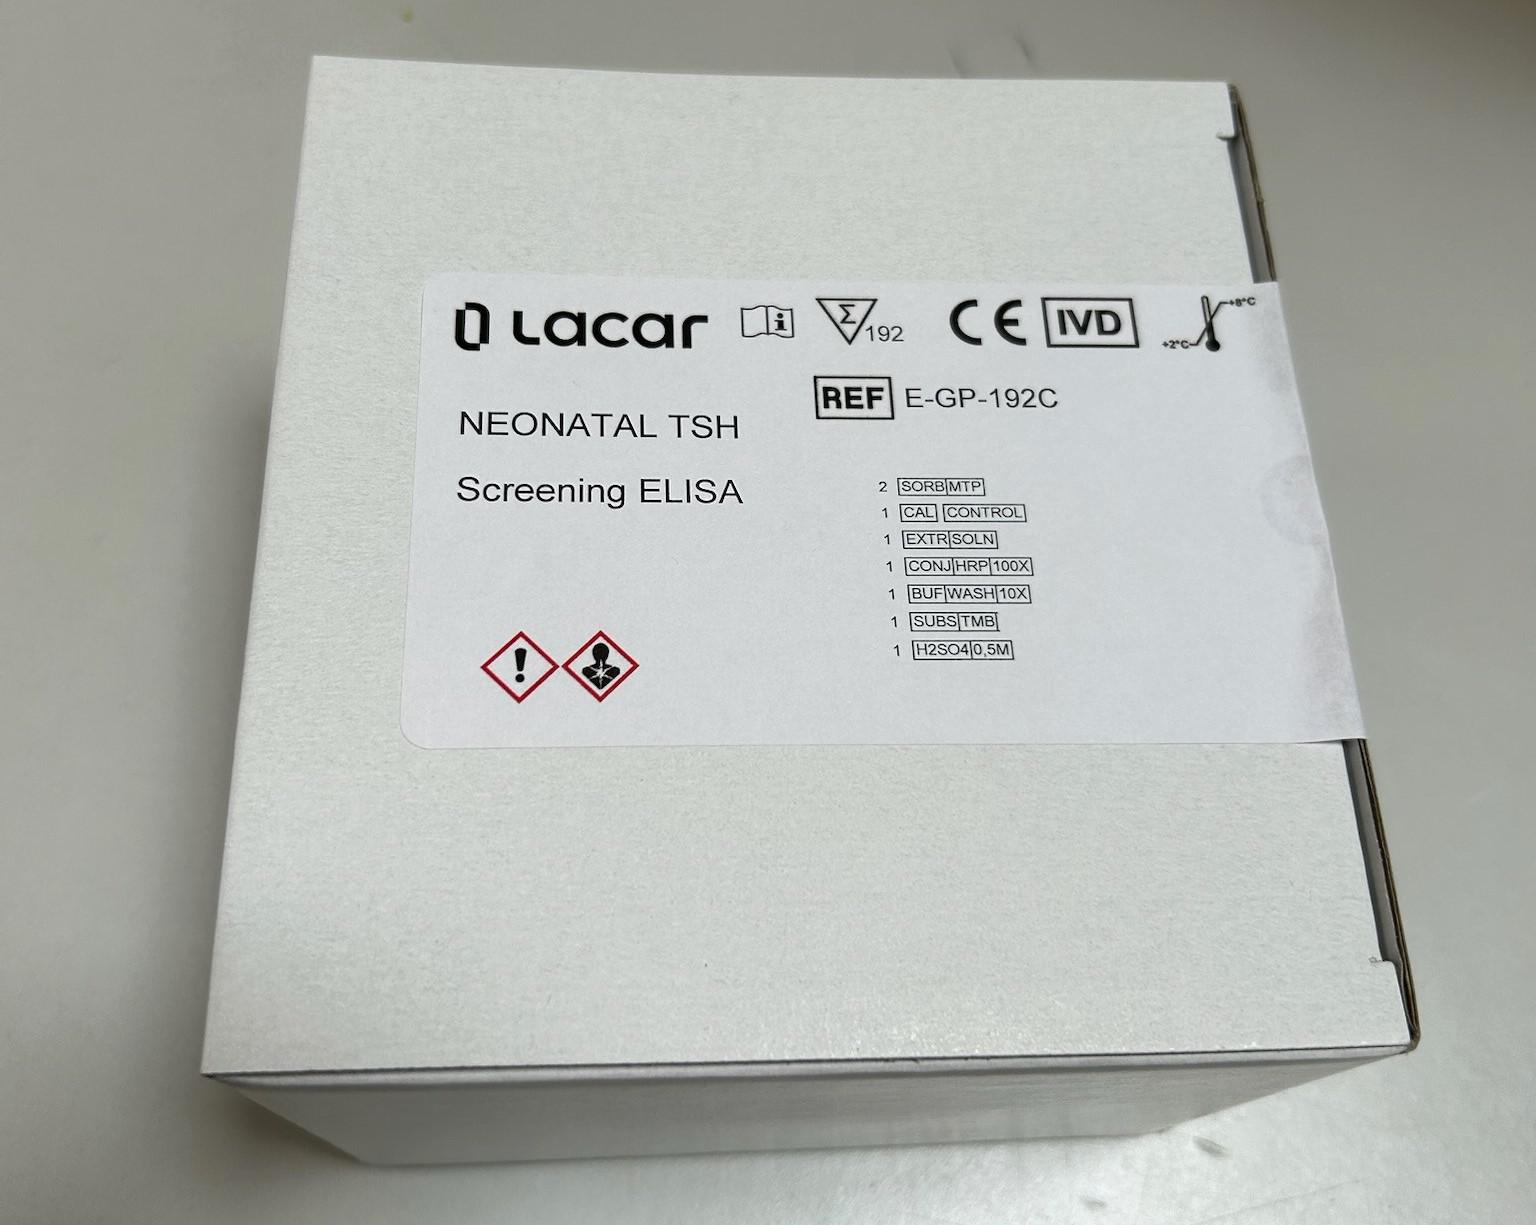 Lacar
Σ 192
CE IVD
+8°C
+2°C
REF E-GP-192C
NEONATAL TSH
Screening ELISA
2 SORB MTP
1 CAL CONTROL
1 EXTR SOLN
1 CONJ HRP 100X
1 BUF WASH 10X
1 SUBS TMB
1 H2SO4 0,5M